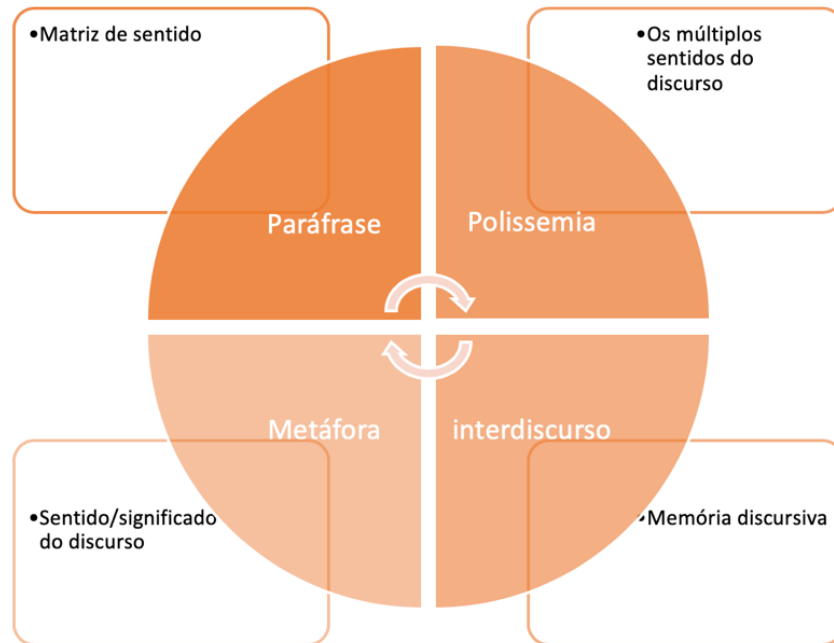 •Matriz de sentido
•Os múltiplos
sentidos do
discurso
Paráfrase
Polissemia
Metáfora
interdiscurso
•Sentido/significado
do discurso
•Memória discursiva